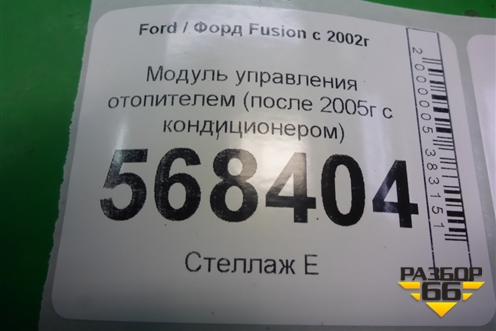 Ford / Форд Fusion с 2002г
Модуль управления
отопителем (после 2005г с
кондиционером)
568404
Стеллаж Е
2000005383151
РАЗБОР
66